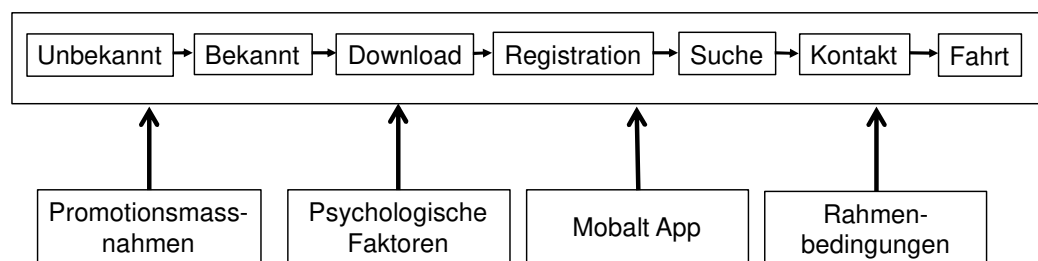 Unbekannt Bekannt Download Registration Suche Kontakt Fahrt
Promotionsmass-
nahmen
Psychologische
Faktoren
Mobalt App
Rahmen-
bedingungen